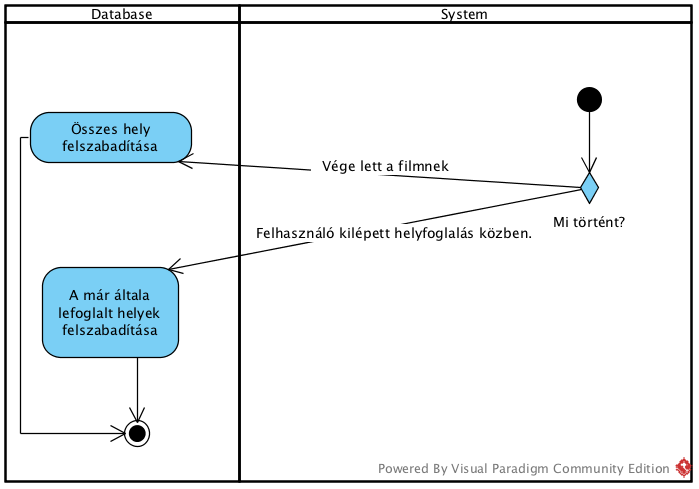 Database
System
Összes hely
felszabadítása
Vége lett a filmnek
Mi történt?
Felhasználó kilépett helyfoglalás közben.
A már általa
lefoglalt helyek
felszabadítása
Powered By Visual Paradigm Community Edition